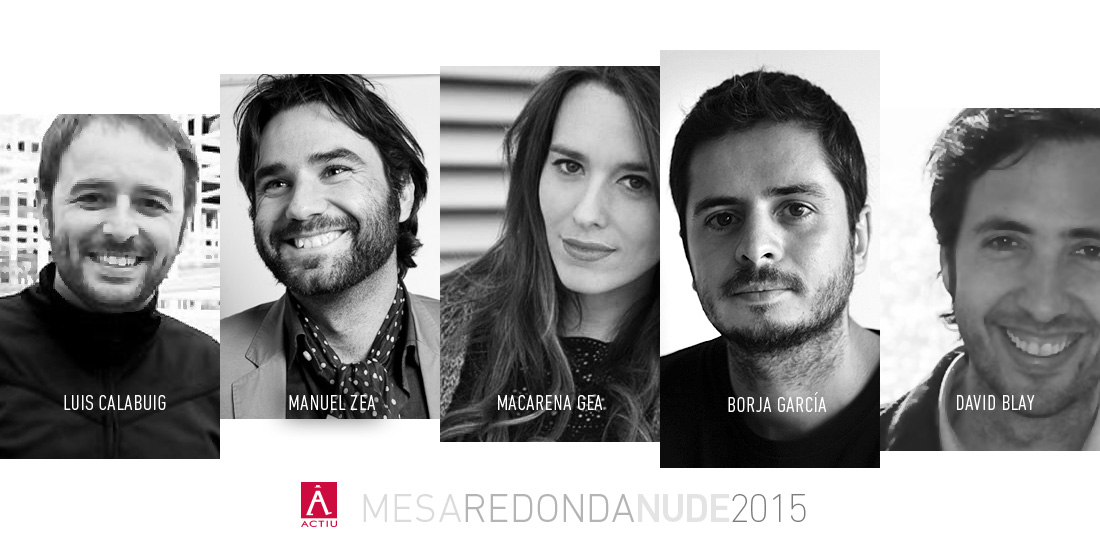 LUIS CALABUIG
MANUEL ZEA
MACARENA GEA
BORJA GARCÍA
DAVID BLAY
Â
ACTIU
MESAREDONDANUDE2015